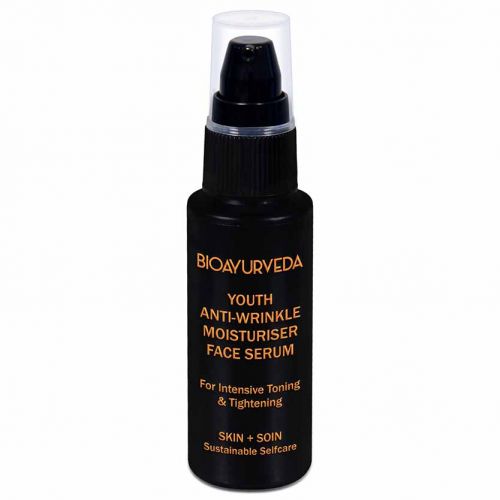 BIOAYURVEDA
YOUTH
ANTI-WRINKLE
MOISTURISER
FACE SERUM
For Intensive Toning
& Tightening
SKIN + SOIN
Sustainable Selfcare